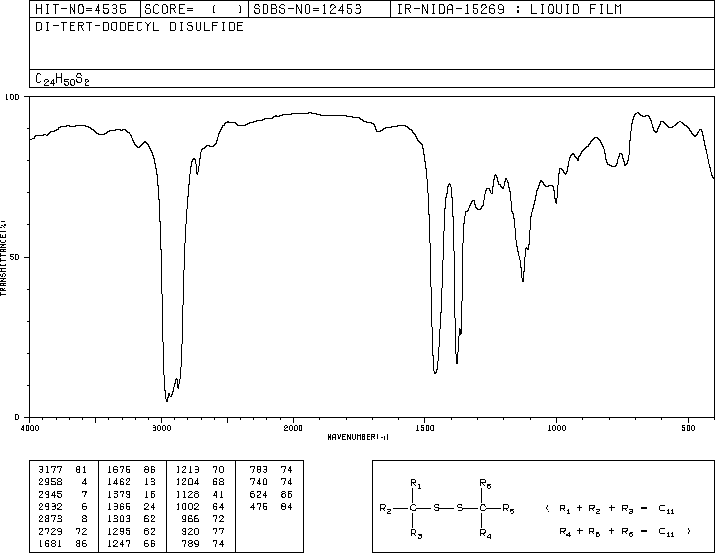 HIT-NO=4535 SCORE= ( ) SDBS-NO=12453 IR-NIDA-15269 : LIQUID FILM
DI-TERT-DODECYL DISULFIDE
C24H50S2
100
50
0
TRANSMITTANCE(%)
4000 3000 2000 1500 1000 500
WAVENUMBER(-1)
3177 81 1676 86 1213 70 783 74
2958 4 1462 13 1204 68 740 74
2945 7 1379 16 1128 41 624 86
2932 6 1366 24 1002 64 476 84
2873 8 1303 62 966 72
2729 72 1295 62 920 77
1681 86 1247 66 789 74
R1 R6
R2—C—S—S—C—R5
R3 R4
( R1 + R2 + R3 = C11
R4 + R5 + R6 = C11 )